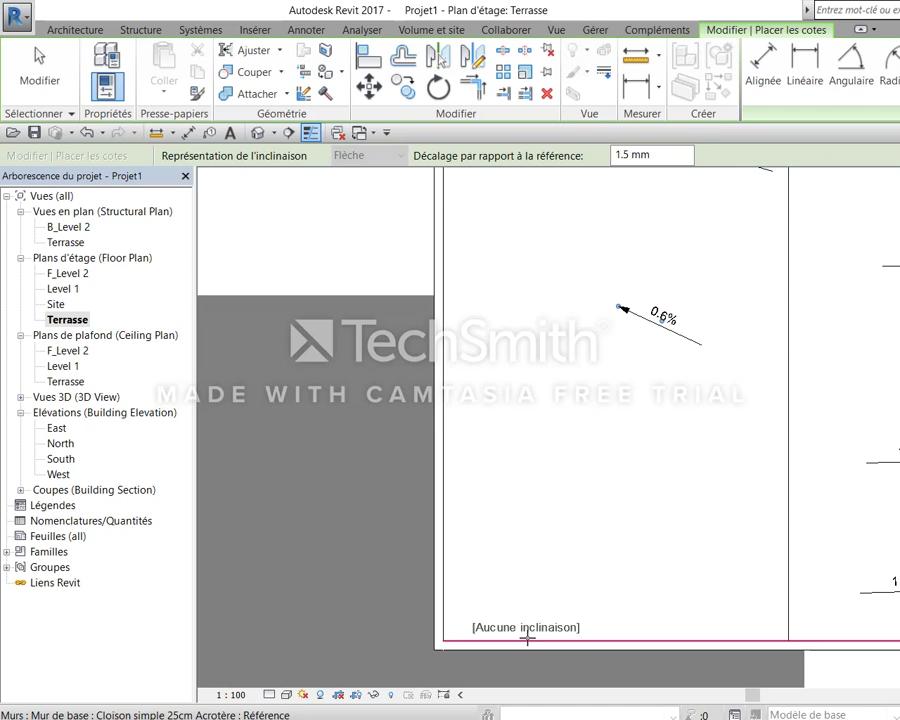 Autodesk Revit 2017 - Projet1 - Plan d'étage: Terrasse
Entrez mot-clé ou e
Architecture Structure Systèmes Insérer Annoter Analyser Volume et site Collaborer Vue Gérer Compléments Modifier | Placer les cotes
Modifier
Coller
Ajuster
Couper
Attacher
Alignée Linéaire Angulaire Radi
Sélectionner Propriétés Presse-papiers Géométrie Modifier Vue Mesurer Créer
Modifier | Placer les cotes Représentation de l'inclinaison Flèche Décalage par rapport à la référence: 1.5 mm
Arborescence du projet - Projet1
Vues (all)
Vues en plan (Structural Plan)
B_Level 2
Terrasse
Plans d'étage (Floor Plan)
F_Level 2
Level 1
Site
Terrasse
Plans de plafond (Ceiling Plan)
F_Level 2
Level 1
Terrasse
Vues 3D (3D View)
Elévations (Building Elevation)
East
North
South
West
Coupes (Building Section)
Légendes
Nomenclatures/Quantités
Feuilles (all)
Familles
Groupes
Liens Revit
0.6%
TechSmith
MADE WITH CAMTASIA FREE TRIAL
1
[Aucune inclinaison]
1 : 100
Murs : Mur de base : Cloison simple 25cm Acrotère : Référence
:0
Modèle de base